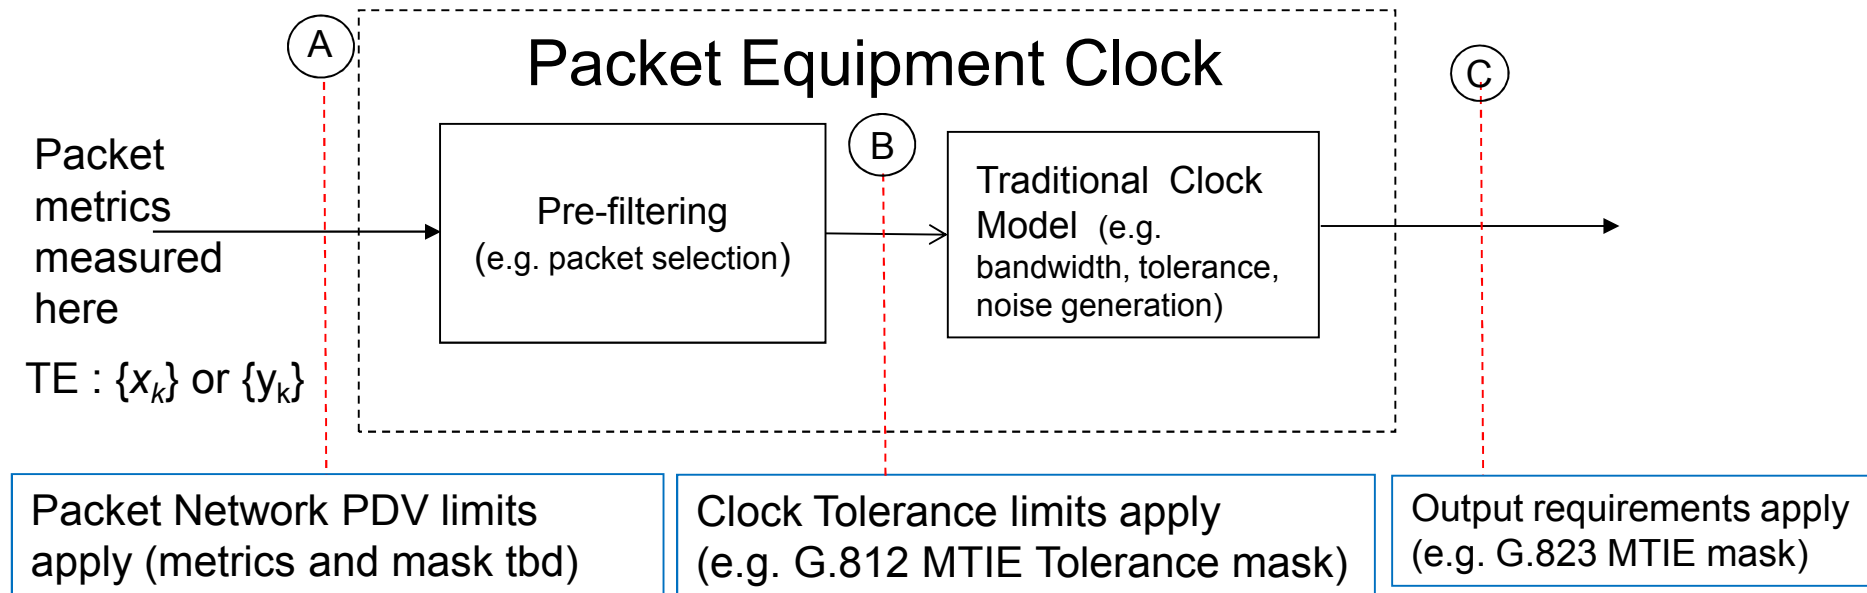 A
Packet Equipment Clock
C
Packet
metrics
measured
here
TE : {xk} or {yk}
Pre-filtering
(e.g. packet selection)
B
Traditional Clock
Model (e.g.
bandwidth, tolerance,
noise generation)
Packet Network PDV limits
apply (metrics and mask tbd)
Clock Tolerance limits apply
(e.g. G.812 MTIE Tolerance mask)
Output requirements apply
(e.g. G.823 MTIE mask)